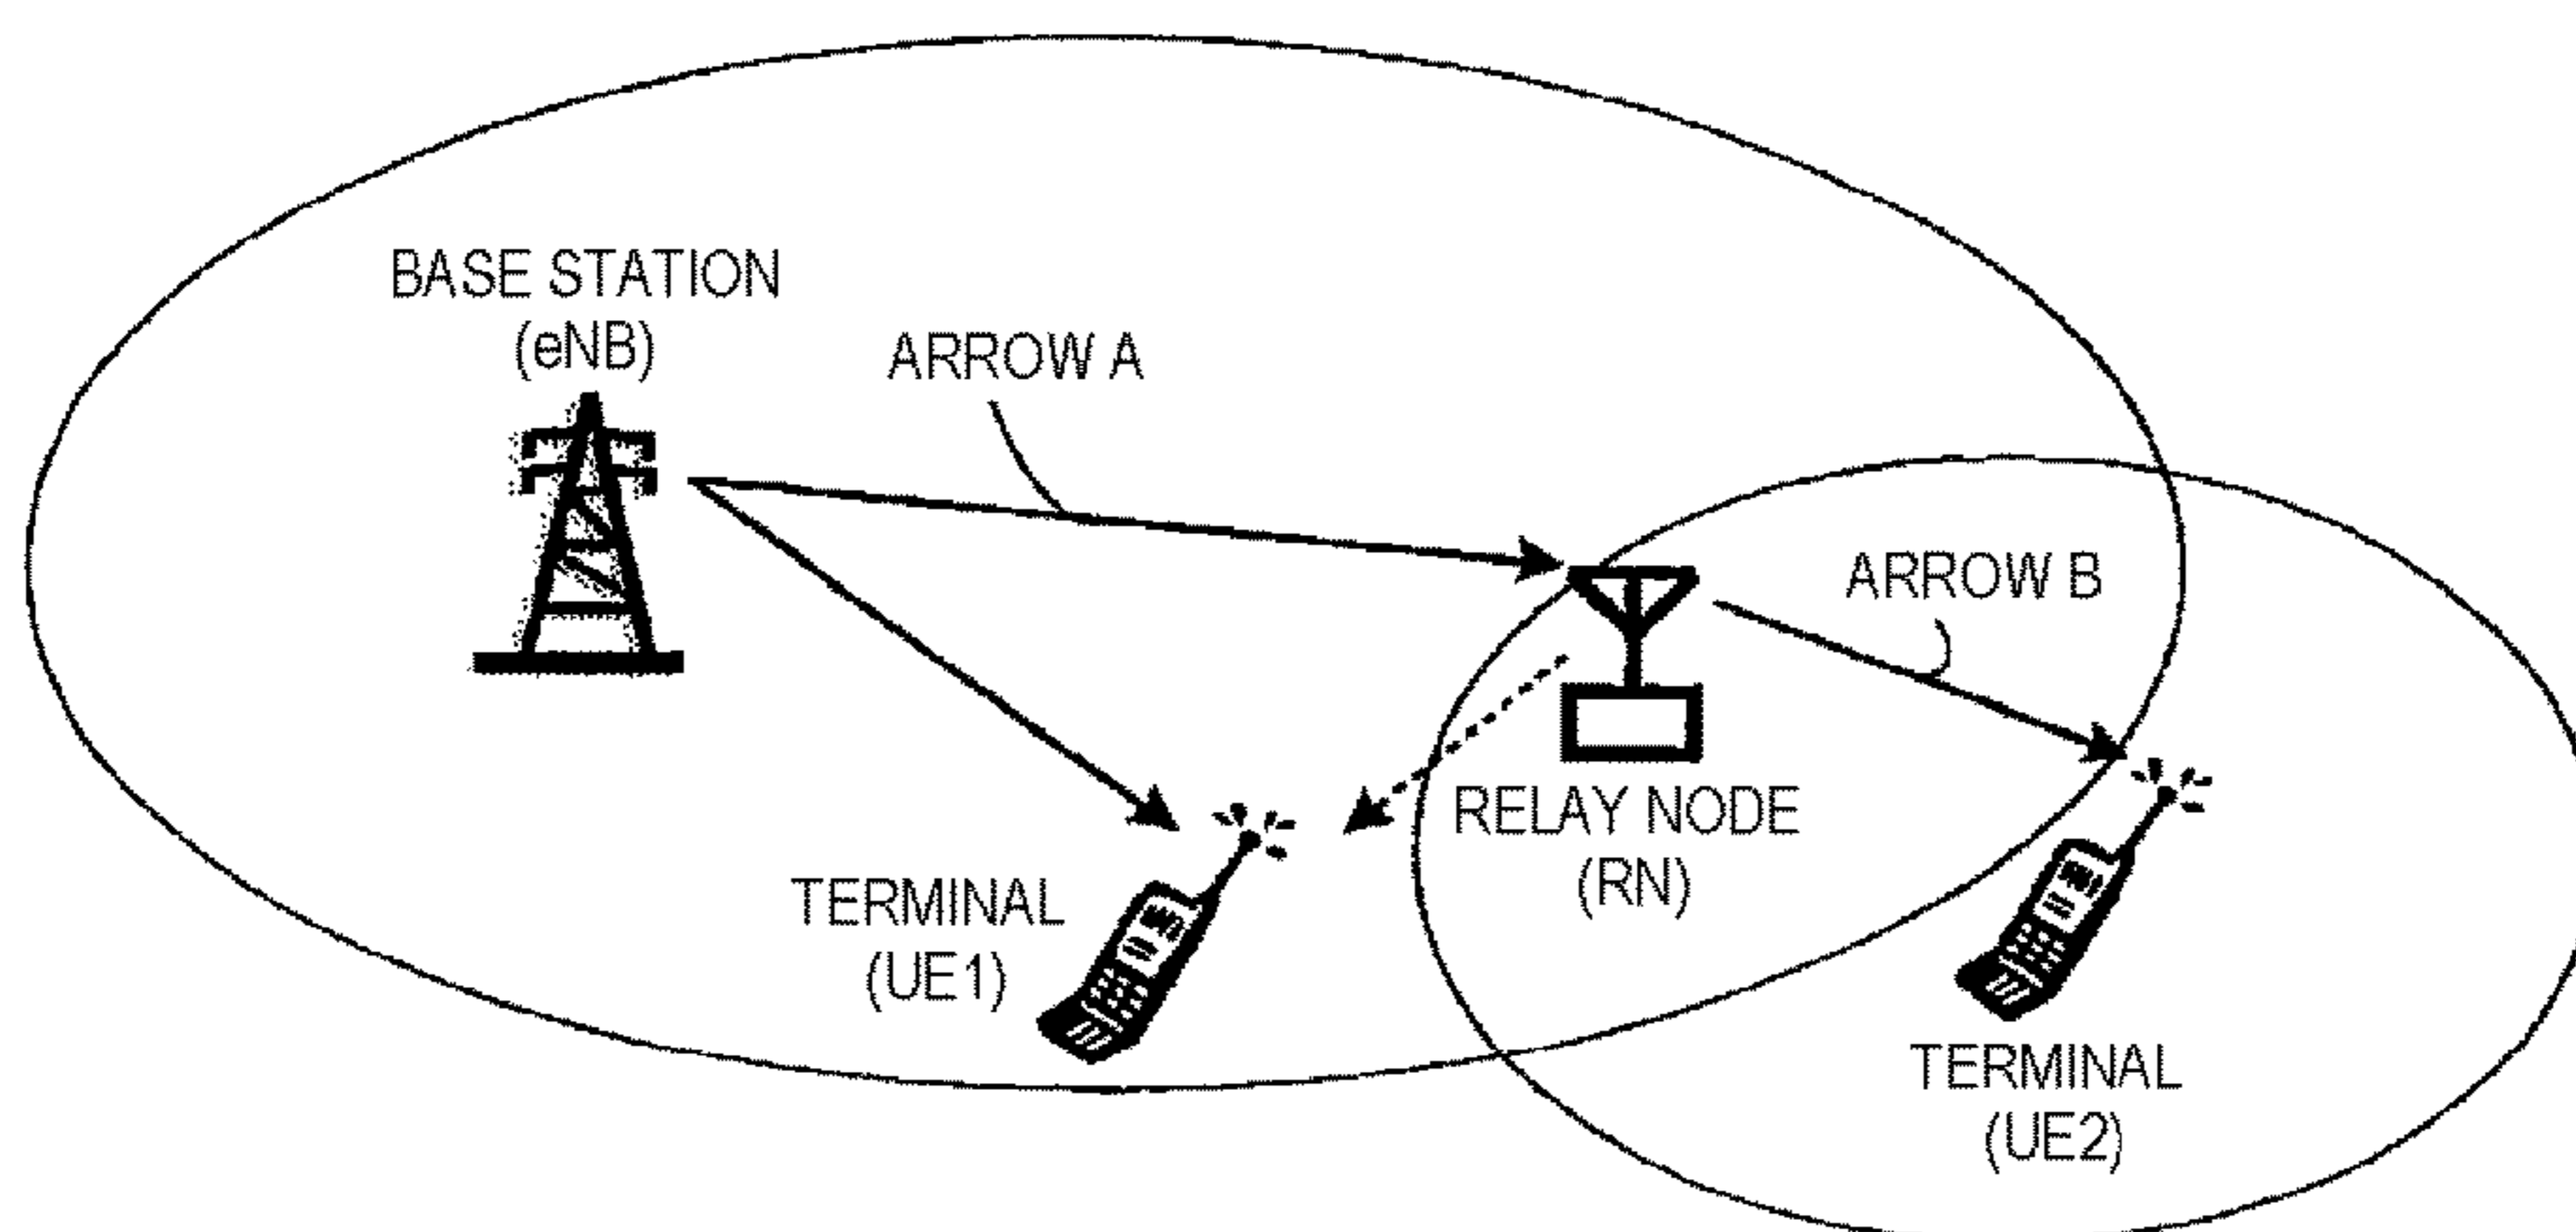 BASE STATION
(eNB)
ARROW A
ARROW B
RELAY NODE
(RN)
TERMINAL
(UE1)
TERMINAL
(UE2)